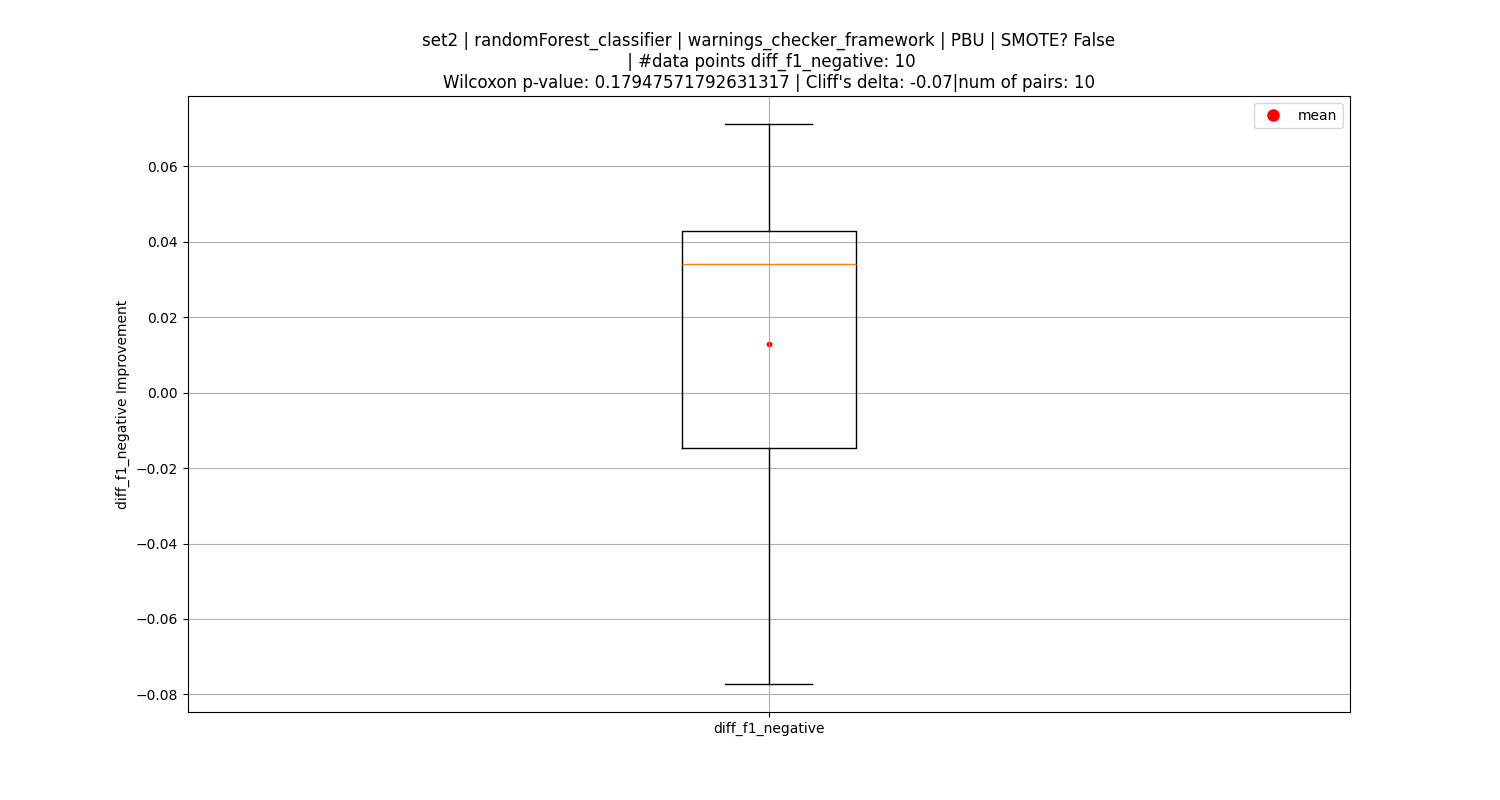 set2 | randomForest_classifier | warnings_checker_framework | PBU | SMOTE? False
| #data points diff_f1_negative: 10
Wilcoxon p-value: 0.17947571792631317 | Cliff's delta: -0.07|num of pairs: 10
mean
0.06
0.04
0.02
0.00
−0.02
−0.04
−0.06
−0.08
diff_f1_negative Improvement
diff_f1_negative